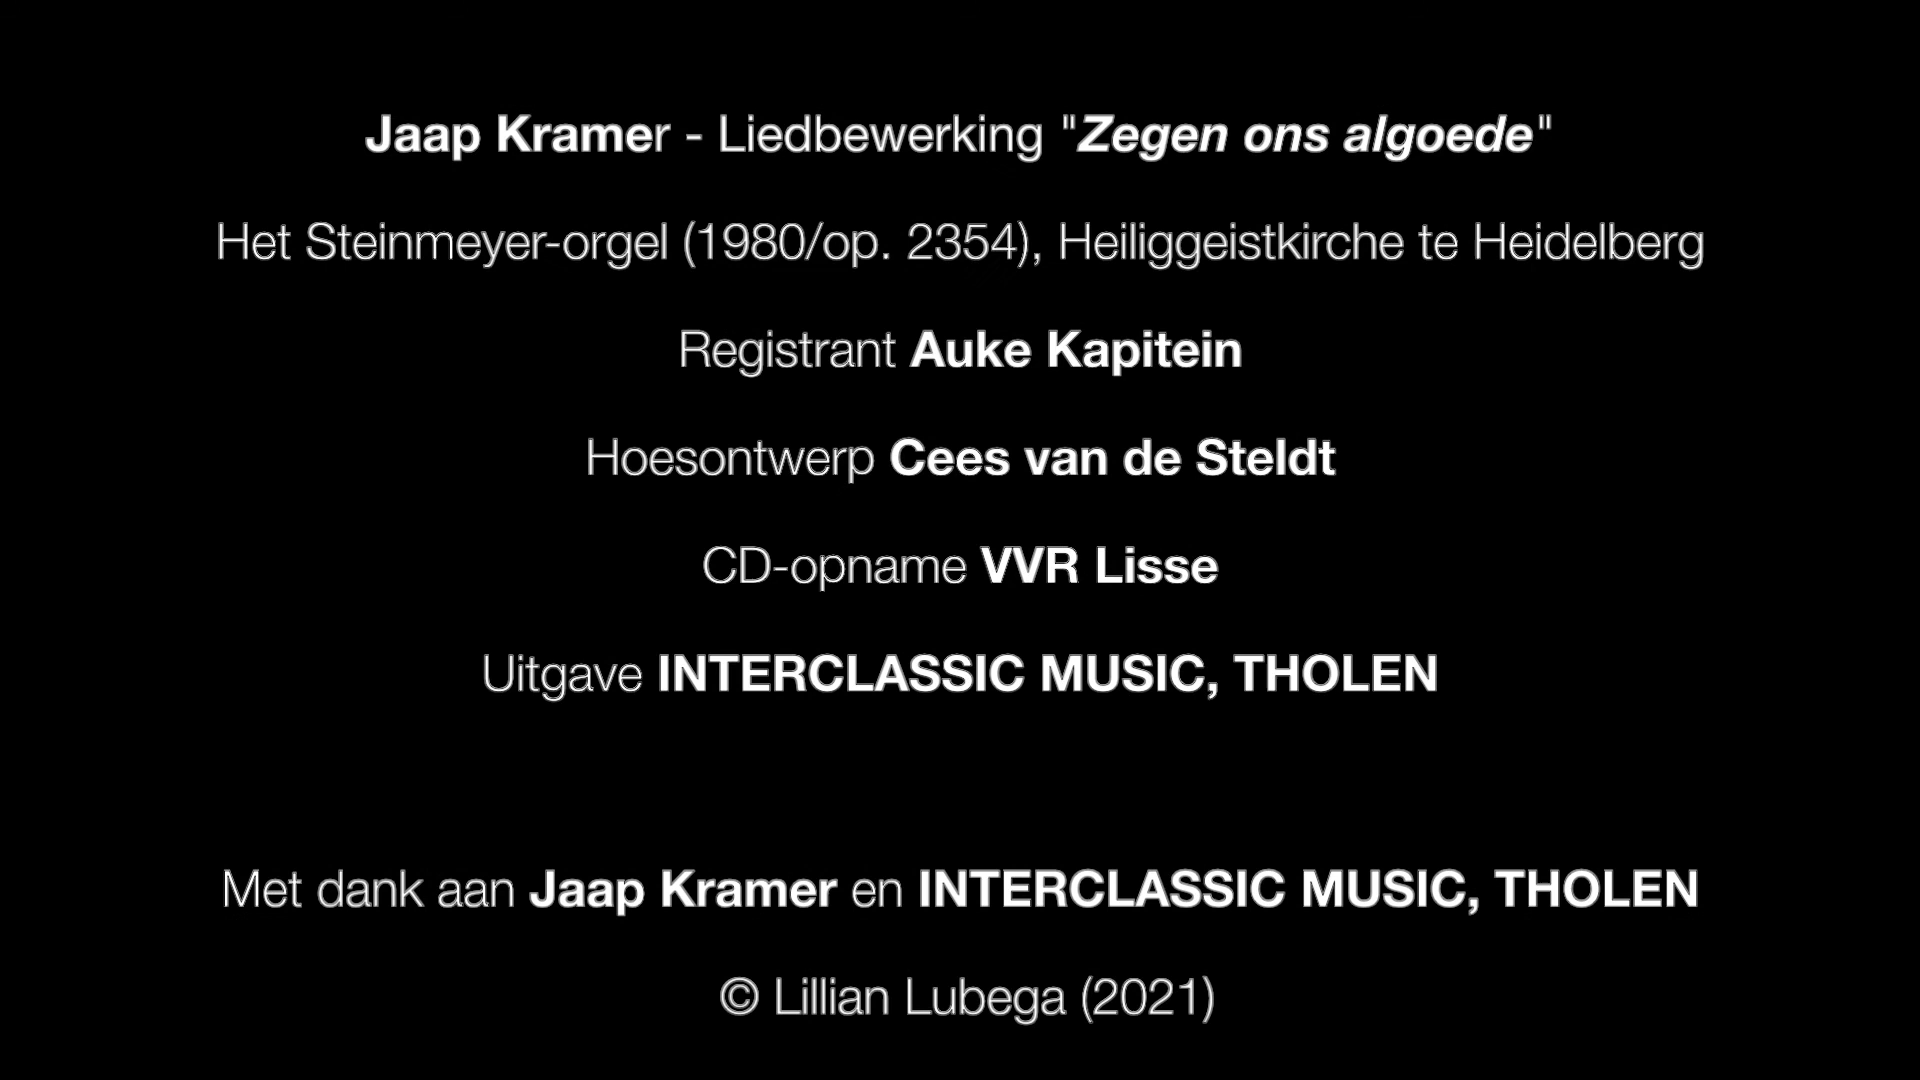 Jaap Kramer - Liedbewerking "Zegen ons algoede"
Het Steinmeyer-orgel (1980/op. 2354), Heiliggeistkirche te Heidelberg
Registrant Auke Kapitein
Hoesontwerp Cees van de Steldt
CD-opname VVR Lisse
Uitgave INTERCLASSIC MUSIC, THOLEN
Met dank aan Jaap Kramer en INTERCLASSIC MUSIC, THOLEN
© Lillian Lubega (2021)